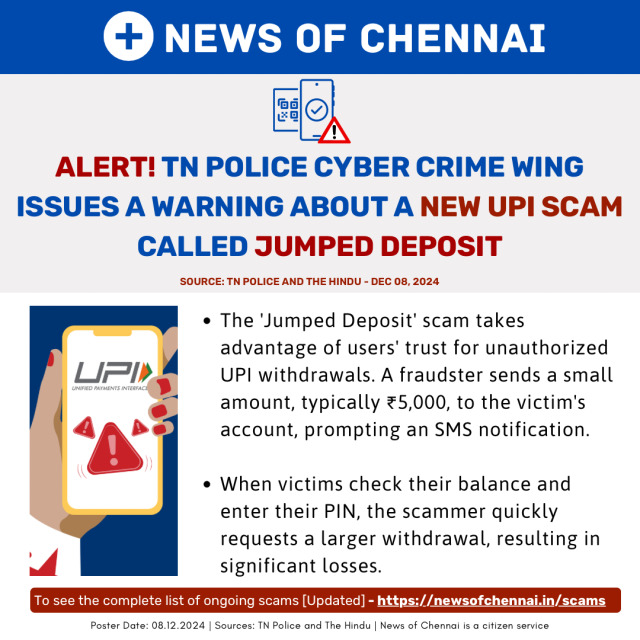 NEWS OF CHENNAI
ALERT! TN POLICE CYBER CRIME WING
ISSUES A WARNING ABOUT A NEW UPI SCAM
CALLED JUMPED DEPOSIT
SOURCE: TN POLICE AND THE HINDU - DEC 08, 2024
UPI
UNIFIED PAYMENTS INTERFACE
• The 'Jumped Deposit' scam takes
advantage of users' trust for unauthorized
UPI withdrawals. A fraudster sends a small
amount, typically ₹5,000, to the victim's
account, prompting an SMS notification.
• When victims check their balance and
enter their PIN, the scammer quickly
requests a larger withdrawal, resulting in
significant losses.
To see the complete list of ongoing scams [Updated] - https://newsofchennai.in/scams
Poster Date: 08.12.2024 | Sources: TN Police and The Hindu | News of Chennai is a citizen service